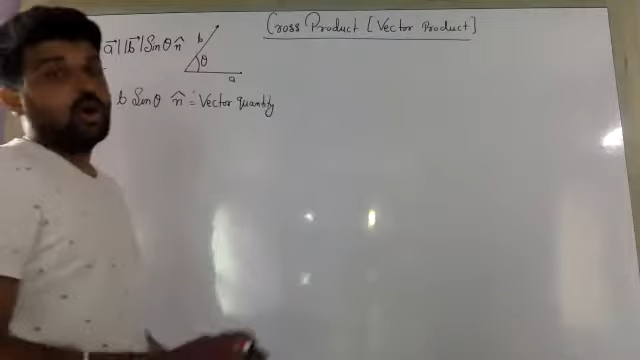 Cross Product [Vector Product]
a⃗||b⃗| Sinθ n̂
b
θ
a
b Sinθ n̂ = Vector quantity